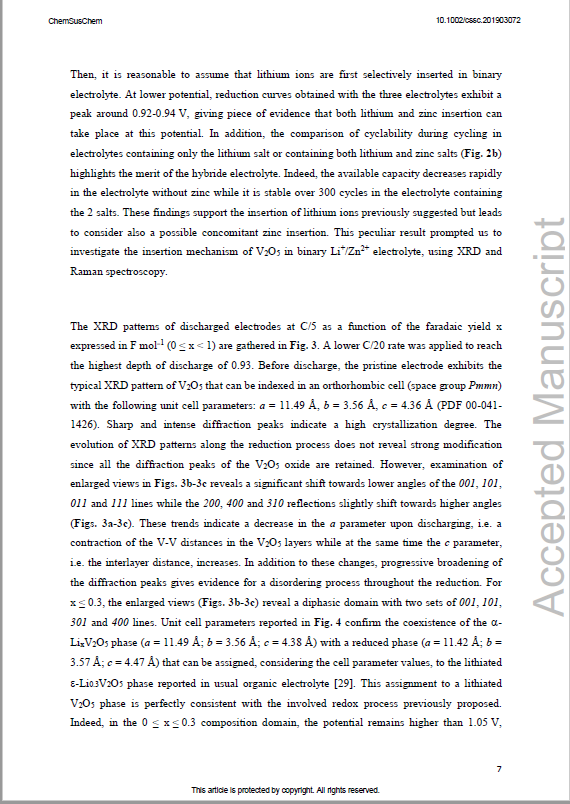 ChemSusChem
10.1002/cssc.201903072
Then, it is reasonable to assume that lithium ions are first selectively inserted in binary
electrolyte. At lower potential, reduction curves obtained with the three electrolytes exhibit a
peak around 0.92-0.94 V, giving piece of evidence that both lithium and zinc insertion can
take place at this potential. In addition, the comparison of cyclability during cycling in
electrolytes containing only the lithium salt or containing both lithium and zinc salts (Fig. 2b)
highlights the merit of the hybride electrolyte. Indeed, the available capacity decreases rapidly
in the electrolyte without zinc while it is stable over 300 cycles in the electrolyte containing
the 2 salts. These findings support the insertion of lithium ions previously suggested but leads
to consider also a possible concomitant zinc insertion. This peculiar result prompted us to
investigate the insertion mechanism of V₂O₅ in binary Li⁺/Zn²⁺ electrolyte, using XRD and
Raman spectroscopy.
The XRD patterns of discharged electrodes at C/5 as a function of the faradaic yield x
expressed in F mol⁻¹ (0 ≤ x < 1) are gathered in Fig. 3. A lower C/20 rate was applied to reach
the highest depth of discharge of 0.93. Before discharge, the pristine electrode exhibits the
typical XRD pattern of V₂O₅ that can be indexed in an orthorhombic cell (space group Pmmn)
with the following unit cell parameters: a = 11.49 Å, b = 3.56 Å, c = 4.36 Å (PDF 00-041-
1426). Sharp and intense diffraction peaks indicate a high crystallization degree. The
evolution of XRD patterns along the reduction process does not reveal strong modification
since all the diffraction peaks of the V₂O₅ oxide are retained. However, examination of
enlarged views in Figs. 3b-3c reveals a significant shift towards lower angles of the 001, 101,
011 and 111 lines while the 200, 400 and 310 reflections slightly shift towards higher angles
(Figs. 3a-3c). These trends indicate a decrease in the a parameter upon discharging, i.e. a
contraction of the V-V distances in the V₂O₅ layers while at the same time the c parameter,
i.e. the interlayer distance, increases. In addition to these changes, progressive broadening of
the diffraction peaks gives evidence for a disordering process throughout the reduction. For
x ≤ 0.3, the enlarged views (Figs. 3b-3c) reveal a diphasic domain with two sets of 001, 101,
301 and 400 lines. Unit cell parameters reported in Fig. 4 confirm the coexistence of the α-
LiₓV₂O₅ phase (a = 11.49 Å; b = 3.56 Å; c = 4.38 Å) with a reduced phase (a = 11.42 Å; b =
3.57 Å; c = 4.47 Å) that can be assigned, considering the cell parameter values, to the lithiated
ε-Li₀.₃V₂O₅ phase reported in usual organic electrolyte [29]. This assignment to a lithiated
V₂O₅ phase is perfectly consistent with the involved redox process previously proposed.
Indeed, in the 0 ≤ x ≤ 0.3 composition domain, the potential remains higher than 1.05 V,
Accepted Manuscript
7
This article is protected by copyright. All rights reserved.